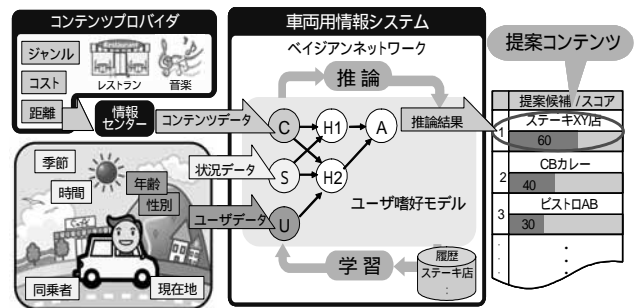 コンテンツプロバイダ
ジャンル
コスト
距離
レストラン
音楽
情報
センター
車両用情報システム
ベイジアンネットワーク
推論
コンテンツデータ
状況データ
ユーザデータ
C
H1
A
S
H2
U
推論結果
ユーザ嗜好モデル
学習
履歴
ステーキ店
:
季節
時間
年齢
性別
同乗者
現在地
提案コンテンツ
提案候補/スコア
1
ステーキXY店
60
2
CBカレー
40
3
ビストロAB
30
:
: